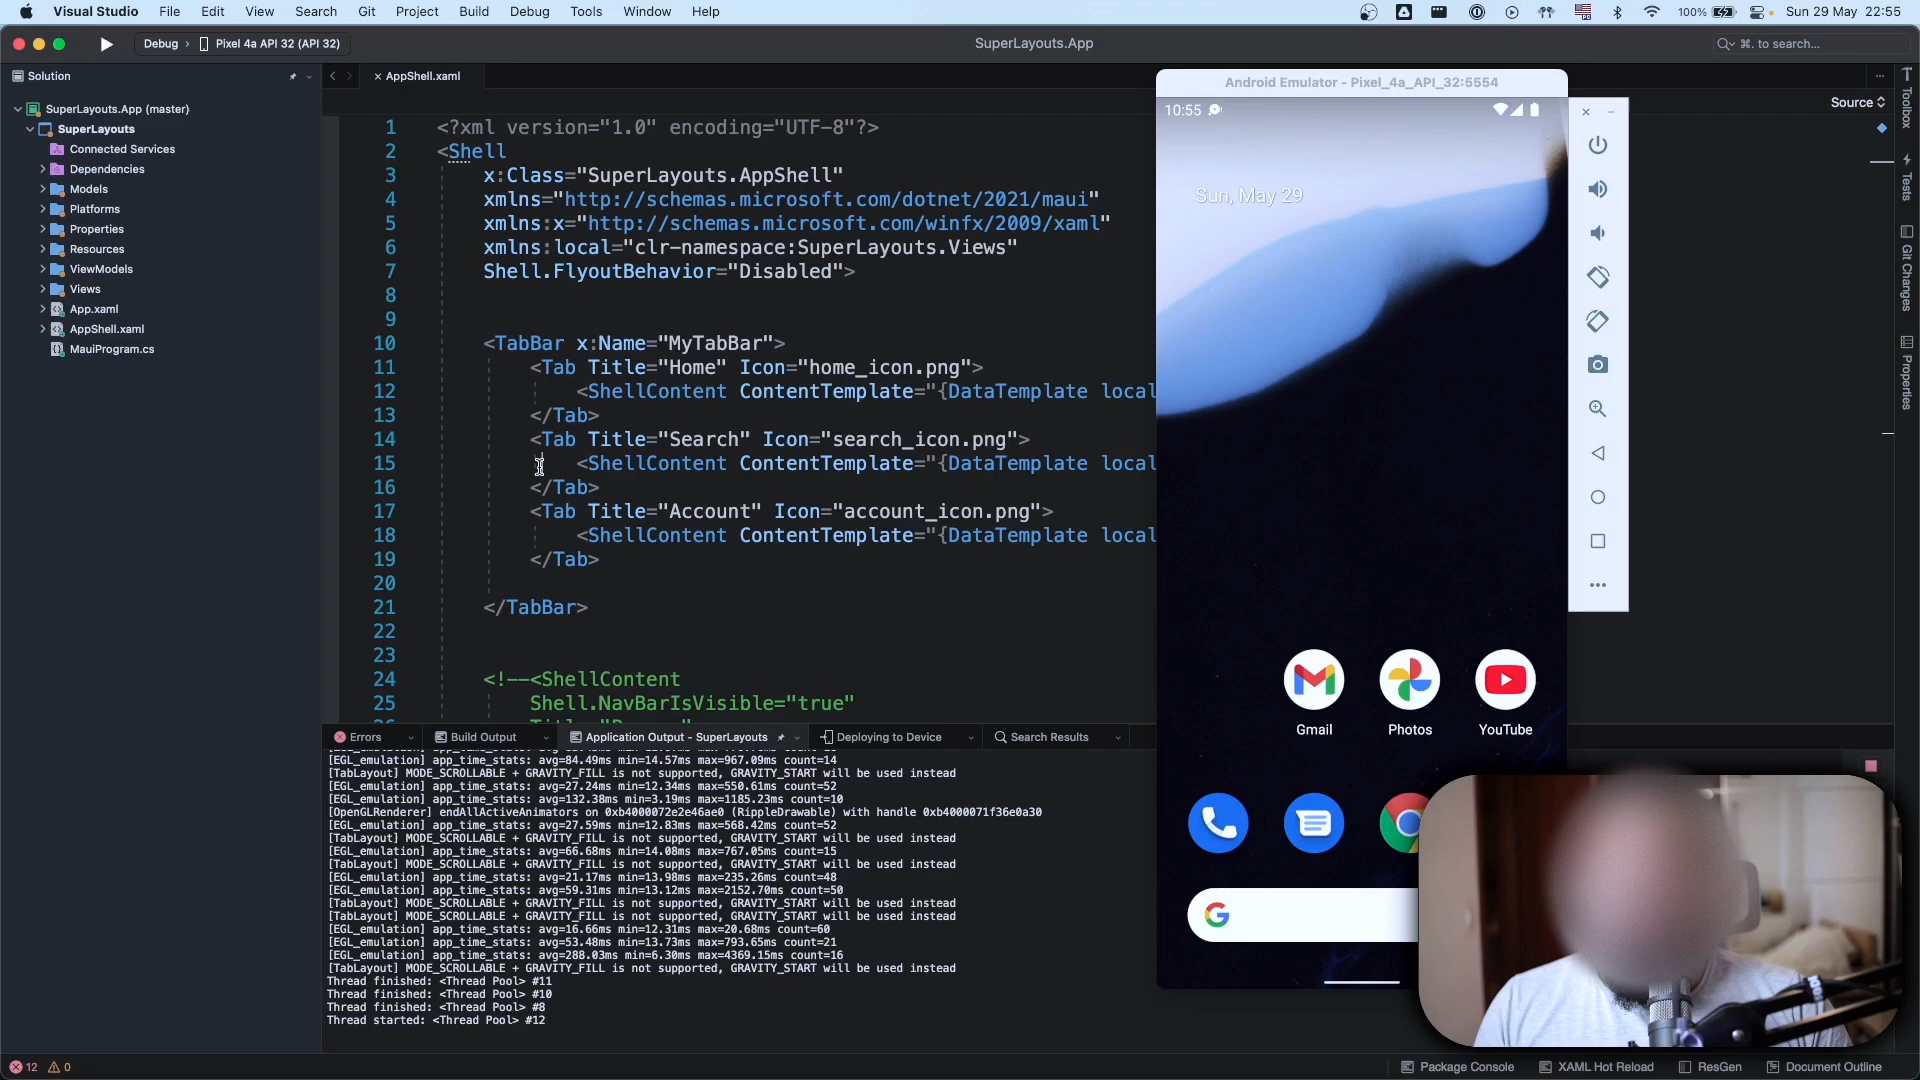 Visual Studio File Edit View Search Git Project Build Debug Tools Window Help
100% Sun 29 May 22:55
Debug › Pixel 4a API 32 (API 32)
SuperLayouts.App
⌘. to search...
Solution
SuperLayouts.App (master)
SuperLayouts
Connected Services
Dependencies
Models
Platforms
Properties
Resources
ViewModels
Views
App.xaml
AppShell.xaml
MauiProgram.cs
× AppShell.xaml
Source
1 <?xml version="1.0" encoding="UTF-8"?>
2 <Shell
3 x:Class="SuperLayouts.AppShell"
4 xmlns="http://schemas.microsoft.com/dotnet/2021/maui"
5 xmlns:x="http://schemas.microsoft.com/winfx/2009/xaml"
6 xmlns:local="clr-namespace:SuperLayouts.Views"
7 Shell.FlyoutBehavior="Disabled">
8
9
10 <TabBar x:Name="MyTabBar">
11 <Tab Title="Home" Icon="home_icon.png">
12 <ShellContent ContentTemplate="{DataTemplate local
13 </Tab>
14 <Tab Title="Search" Icon="search_icon.png">
15 <ShellContent ContentTemplate="{DataTemplate local
16 </Tab>
17 <Tab Title="Account" Icon="account_icon.png">
18 <ShellContent ContentTemplate="{DataTemplate local
19 </Tab>
20
21 </TabBar>
22
23
24 <!--<ShellContent
25 Shell.NavBarIsVisible="true"
Android Emulator - Pixel_4a_API_32:5554
10:55
Sun, May 29
Gmail
Photos
YouTube
Toolbox
Tests
Git Changes
Properties
Errors
Build Output
Application Output - SuperLayouts
Deploying to Device
Search Results
[EGL_emulation] app_time_stats: avg=84.49ms min=14.57ms max=967.09ms count=14
[TabLayout] MODE_SCROLLABLE + GRAVITY_FILL is not supported, GRAVITY_START will be used instead
[EGL_emulation] app_time_stats: avg=27.24ms min=12.34ms max=550.61ms count=52
[EGL_emulation] app_time_stats: avg=132.38ms min=3.19ms max=1185.23ms count=10
[OpenGLRenderer] endAllActiveAnimators on 0xb4000072e2e46ae0 (RippleDrawable) with handle 0xb4000071f36e0a30
[EGL_emulation] app_time_stats: avg=27.59ms min=12.83ms max=568.42ms count=52
[TabLayout] MODE_SCROLLABLE + GRAVITY_FILL is not supported, GRAVITY_START will be used instead
[EGL_emulation] app_time_stats: avg=66.68ms min=14.08ms max=767.05ms count=15
[TabLayout] MODE_SCROLLABLE + GRAVITY_FILL is not supported, GRAVITY_START will be used instead
[EGL_emulation] app_time_stats: avg=21.17ms min=13.98ms max=235.26ms count=48
[EGL_emulation] app_time_stats: avg=59.31ms min=13.12ms max=2152.70ms count=50
[TabLayout] MODE_SCROLLABLE + GRAVITY_FILL is not supported, GRAVITY_START will be used instead
[TabLayout] MODE_SCROLLABLE + GRAVITY_FILL is not supported, GRAVITY_START will be used instead
[EGL_emulation] app_time_stats: avg=16.66ms min=12.31ms max=20.68ms count=60
[EGL_emulation] app_time_stats: avg=53.48ms min=13.73ms max=793.65ms count=21
[EGL_emulation] app_time_stats: avg=288.03ms min=6.30ms max=4369.15ms count=16
[TabLayout] MODE_SCROLLABLE + GRAVITY_FILL is not supported, GRAVITY_START will be used instead
Thread finished: <Thread Pool> #11
Thread finished: <Thread Pool> #10
Thread finished: <Thread Pool> #8
Thread started: <Thread Pool> #12
12 0
Package Console
XAML Hot Reload
ResGen
Document Outline